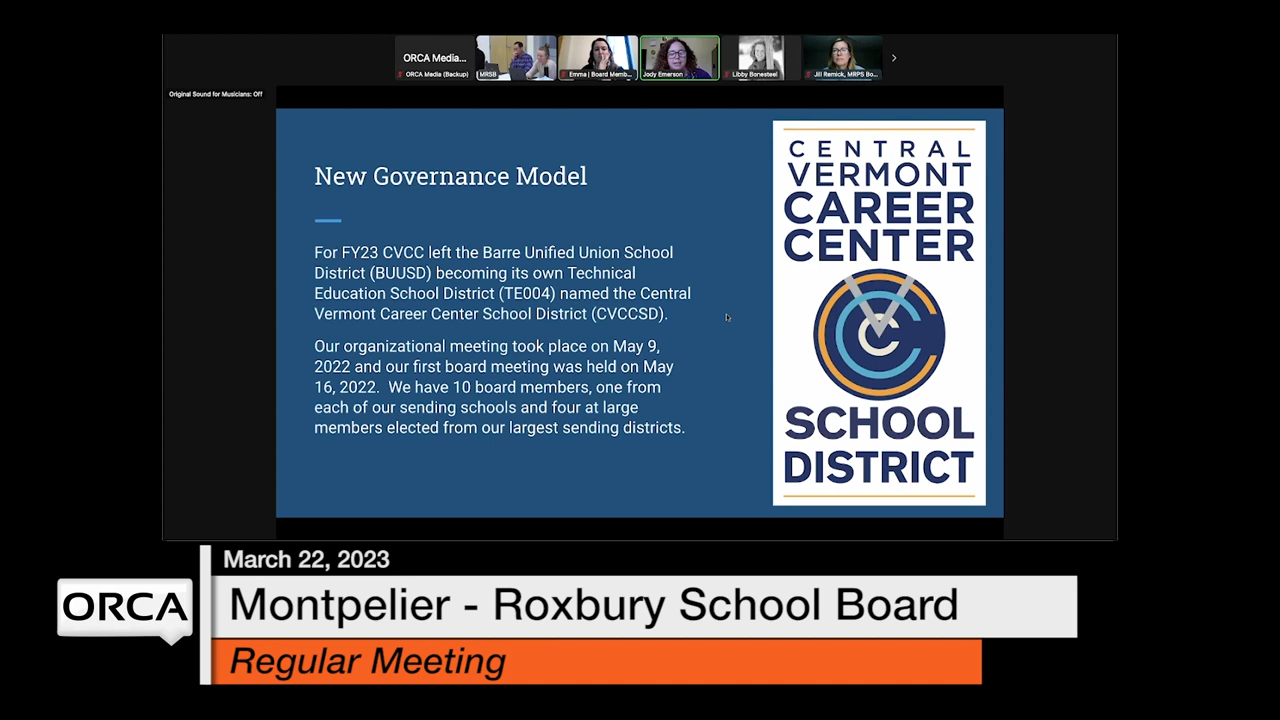 ORCA Media...
ORCA Media (Backup)
MRSB
Emma | Board Memb...
Jody Emerson
Libby Bonesteel
Jill Remick, MRPS Bo...
Original Sound for Musicians: Off
New Governance Model
For FY23 CVCC left the Barre Unified Union School
District (BUUSD) becoming its own Technical
Education School District (TE004) named the Central
Vermont Career Center School District (CVCCSD).
Our organizational meeting took place on May 9,
2022 and our first board meeting was held on May
16, 2022.  We have 10 board members, one from
each of our sending schools and four at large
members elected from our largest sending districts.
CENTRAL
VERMONT
CAREER
CENTER
SCHOOL
DISTRICT
March 22, 2023
ORCA
Montpelier - Roxbury School Board
Regular Meeting